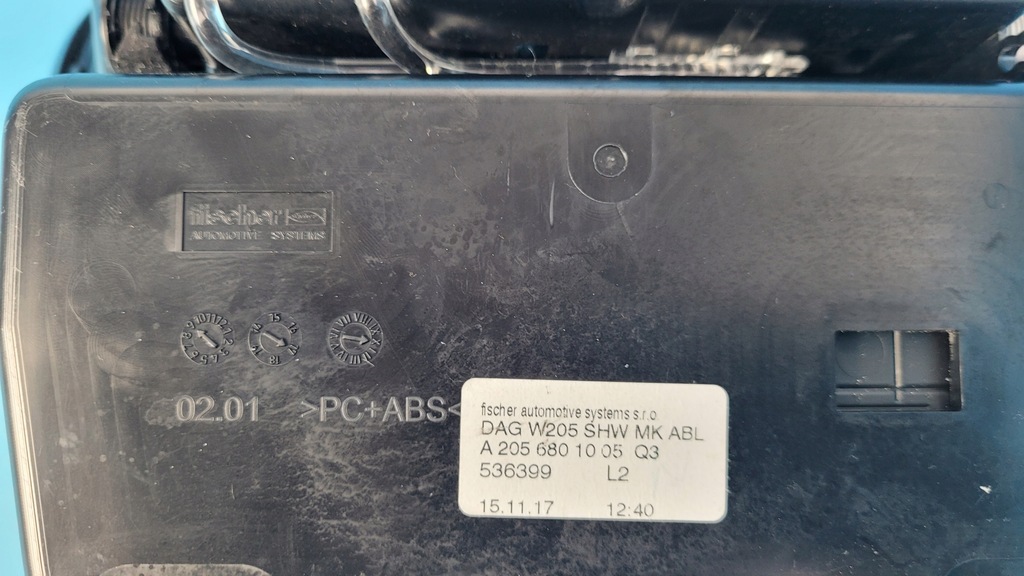 fischer
AUTOMOTIVE SYSTEMS
02.01 >PC+ABS<
fischer automotive systems s.r.o.
DAG W205 SHW MK ABL
A 205 680 10 05 Q3
536399 L2
15.11.17 12:40